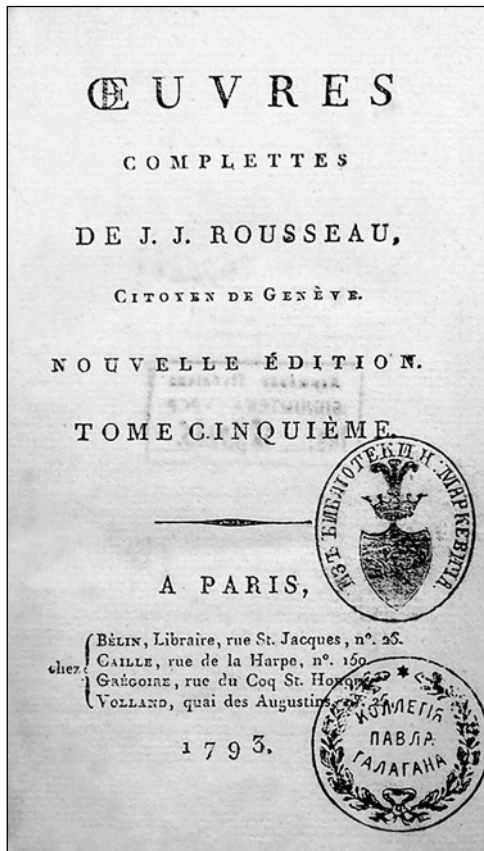 ŒUVRES
COMPLETTES
DE J. J. ROUSSEAU,
CITOYEN DE GENÈVE.
NOUVELLE ÉDITION.
TOME CINQUIÈME.
ИЗЪ БИБЛІОТЕКИ Н. МАРКЕВИЧА
A PARIS,
chez
BÉLIN, Libraire, rue St. Jacques, n°. 26.
CAILLE, rue de la Harpe, n°. 150.
GRÉGOIRE, rue du Coq St. Honoré,
VOLLAND, quai des Augustins, n°.
1793.
КОЛЛЕГІЯ
ПАВЛА
ГАЛАГАНА